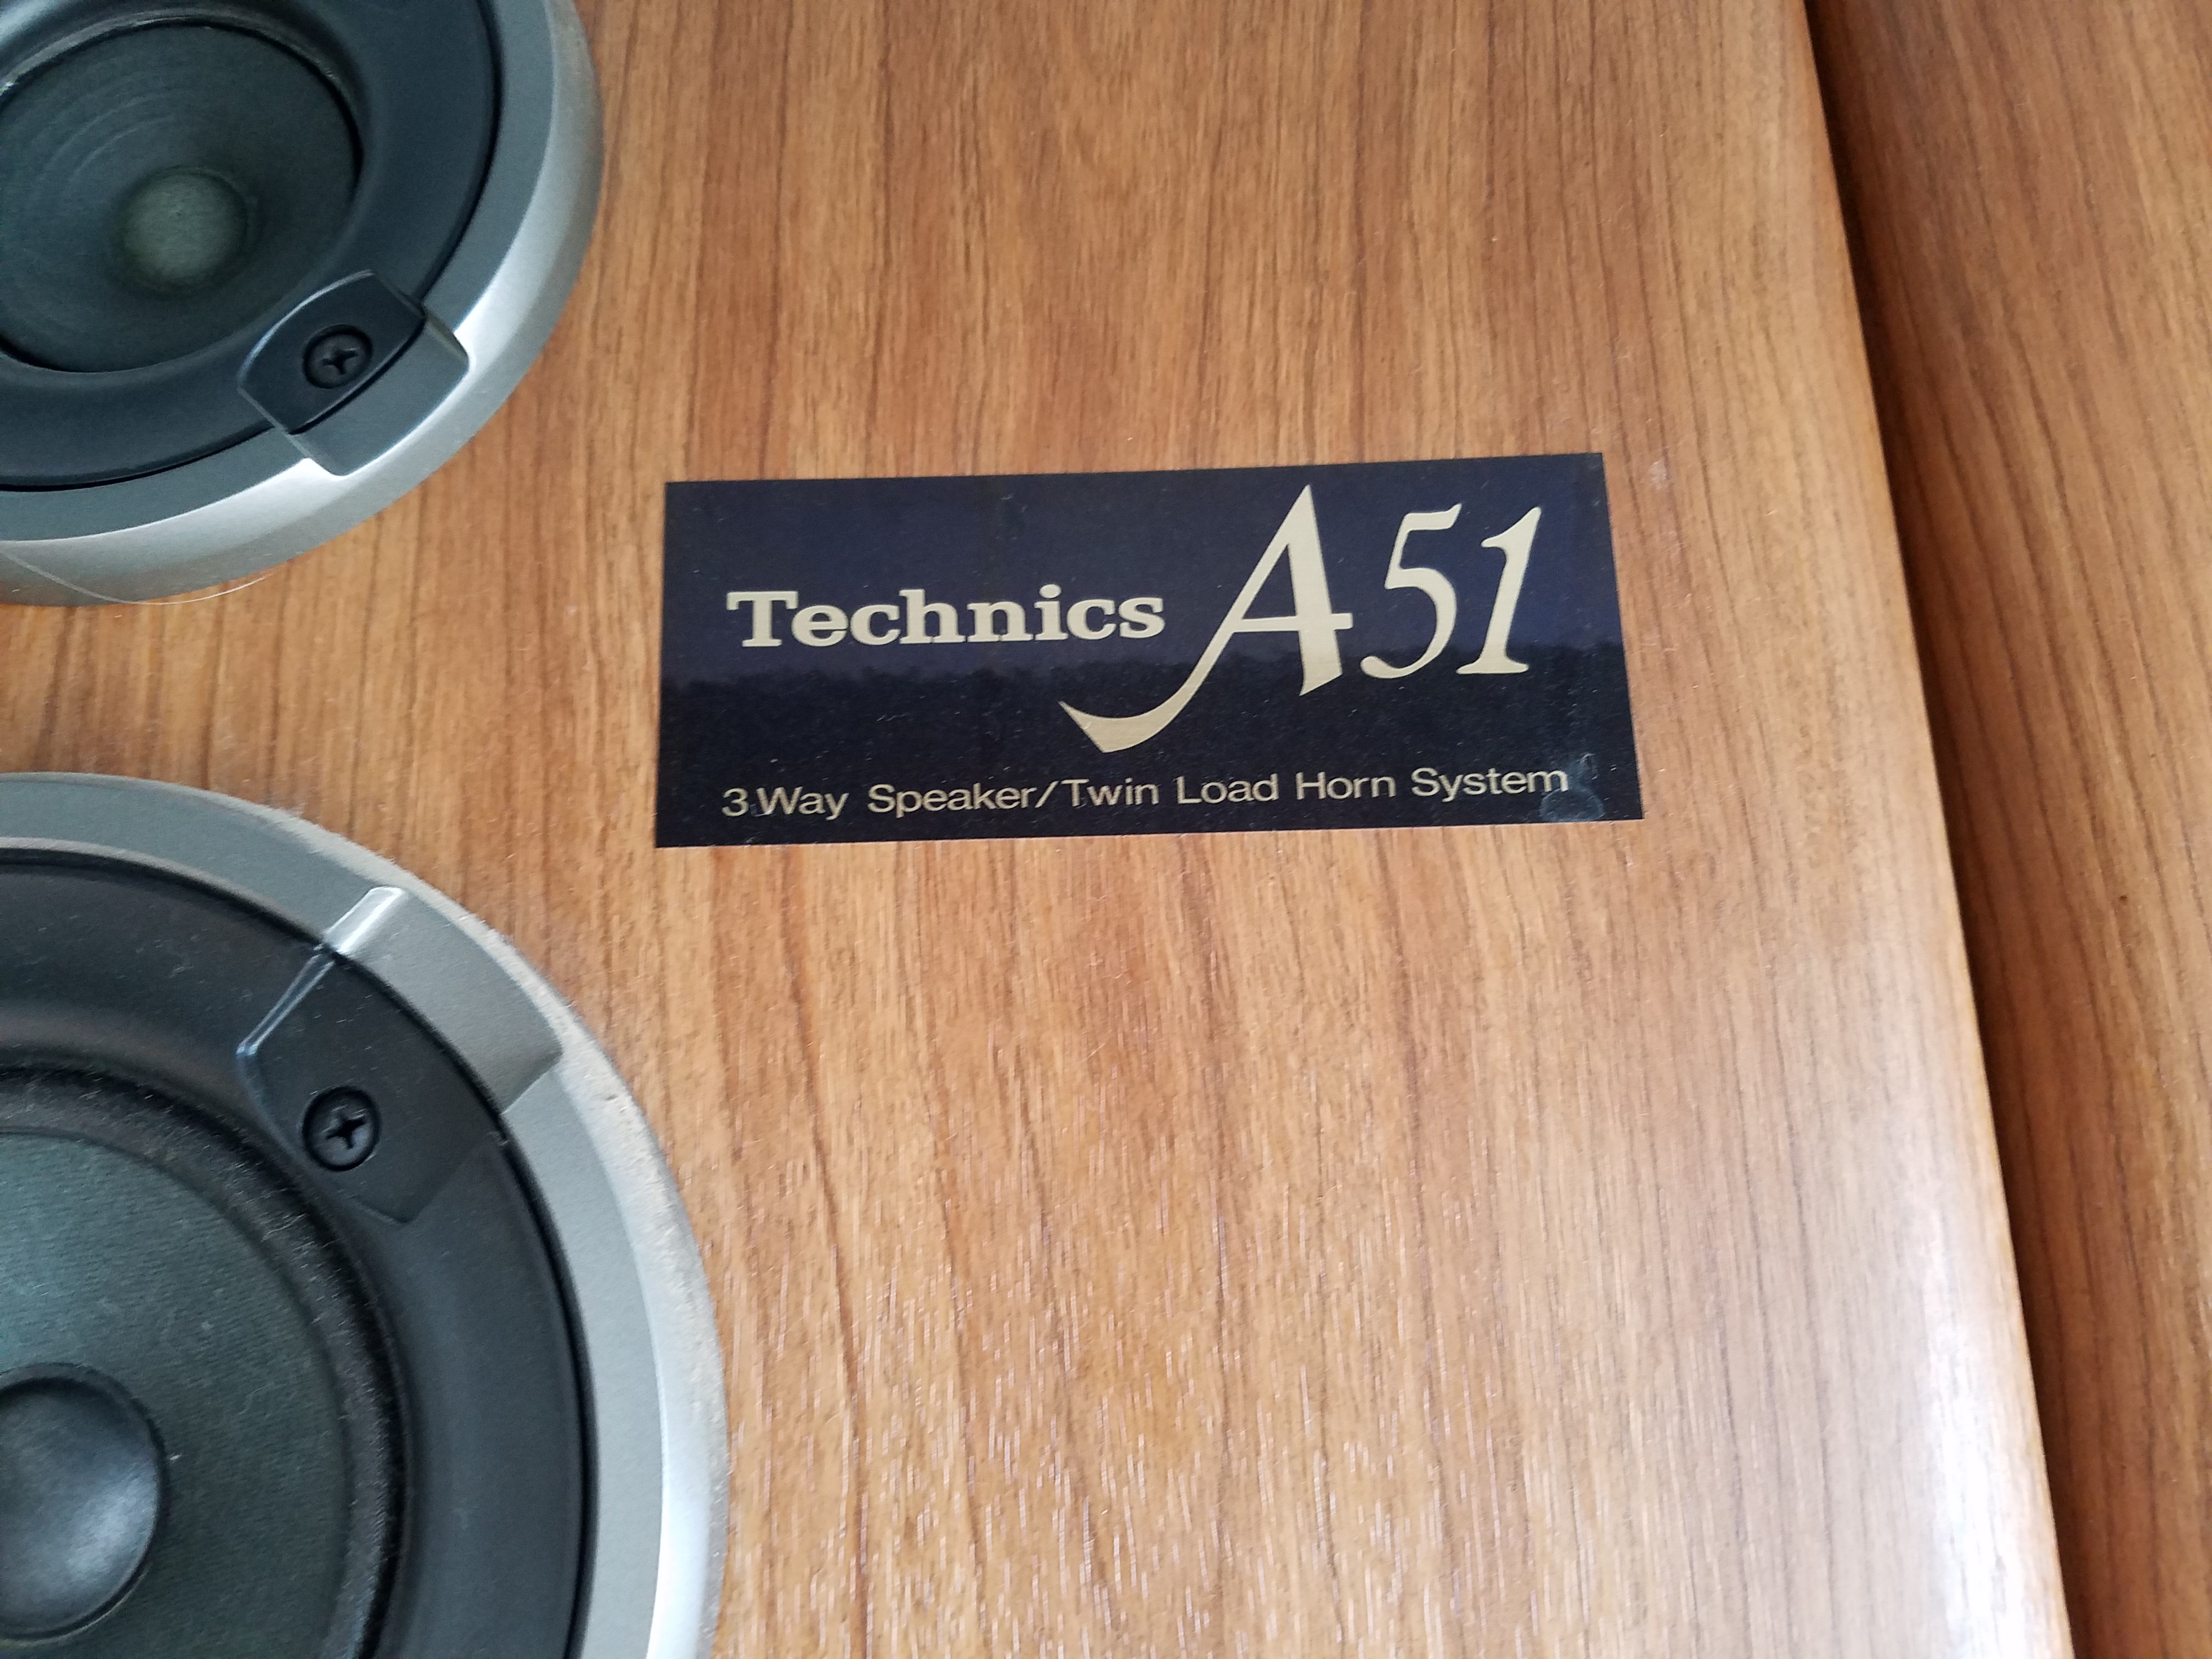 Technics A51
3 Way Speaker/Twin Load Horn System